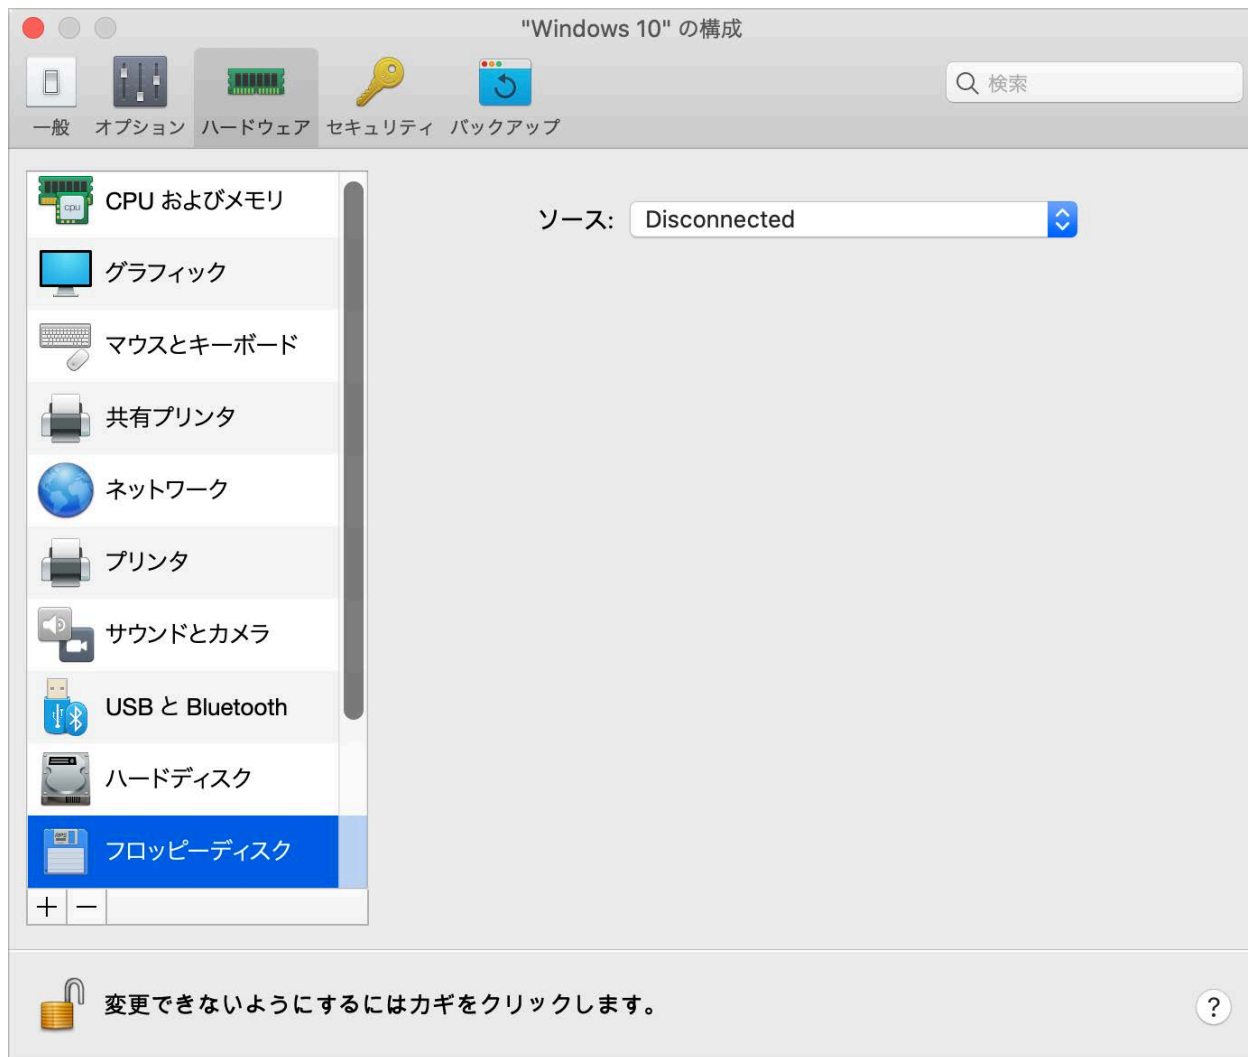 "Windows 10" の構成
一般 オプション ハードウェア セキュリティ バックアップ
検索
CPU およびメモリ
cpu
グラフィック
マウスとキーボード
共有プリンタ
ネットワーク
プリンタ
サウンドとカメラ
USB と Bluetooth
ハードディスク
フロッピーディスク
ソース: Disconnected
変更できないようにするにはカギをクリックします。
?